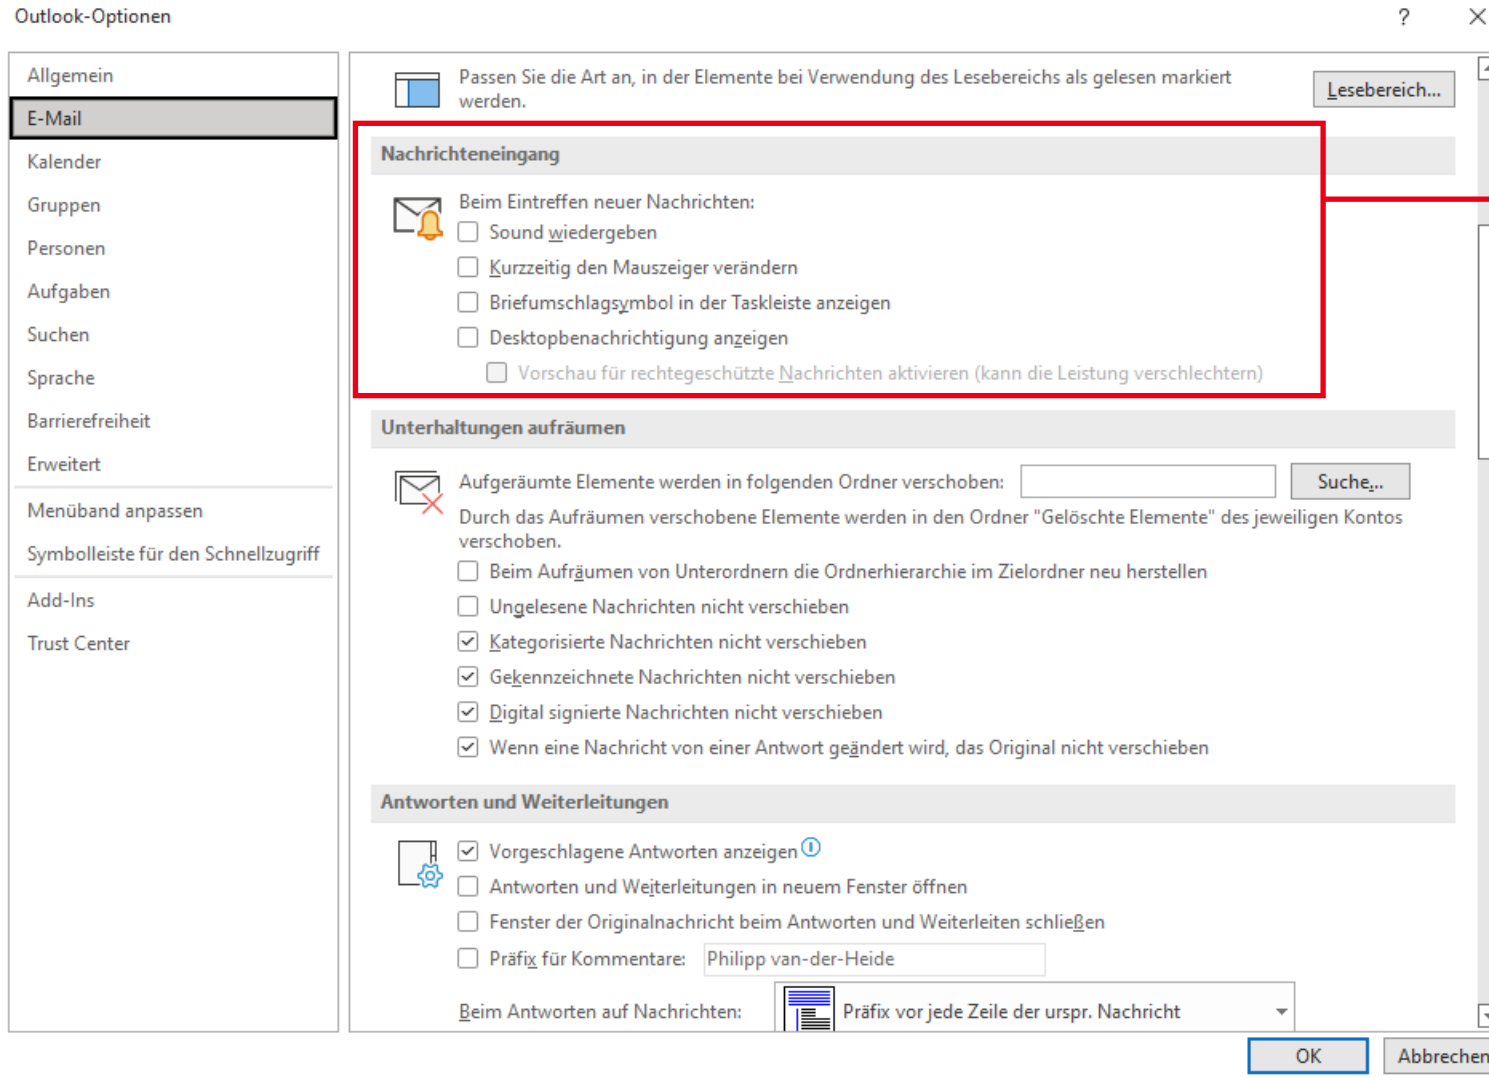 Outlook-Optionen
?
Allgemein
E-Mail
Kalender
Gruppen
Personen
Aufgaben
Suchen
Sprache
Barrierefreiheit
Erweitert
Menüband anpassen
Symbolleiste für den Schnellzugriff
Add-Ins
Trust Center
Passen Sie die Art an, in der Elemente bei Verwendung des Lesebereichs als gelesen markiert
werden.
Lesebereich...
Nachrichteneingang
Beim Eintreffen neuer Nachrichten:
Sound wiedergeben
Kurzzeitig den Mauszeiger verändern
Briefumschlagsymbol in der Taskleiste anzeigen
Desktopbenachrichtigung anzeigen
Vorschau für rechtegeschützte Nachrichten aktivieren (kann die Leistung verschlechtern)
Unterhaltungen aufräumen
Aufgeräumte Elemente werden in folgenden Ordner verschoben:
Suche...
Durch das Aufräumen verschobene Elemente werden in den Ordner "Gelöschte Elemente" des jeweiligen Kontos
verschoben.
Beim Aufräumen von Unterordnern die Ordnerhierarchie im Zielordner neu herstellen
Ungelesene Nachrichten nicht verschieben
Kategorisierte Nachrichten nicht verschieben
Gekennzeichnete Nachrichten nicht verschieben
Digital signierte Nachrichten nicht verschieben
Wenn eine Nachricht von einer Antwort geändert wird, das Original nicht verschieben
Antworten und Weiterleitungen
Vorgeschlagene Antworten anzeigen
Antworten und Weiterleitungen in neuem Fenster öffnen
Fenster der Originalnachricht beim Antworten und Weiterleiten schließen
Präfix für Kommentare: Philipp van-der-Heide
Beim Antworten auf Nachrichten: Präfix vor jede Zeile der urspr. Nachricht
OK
Abbrechen